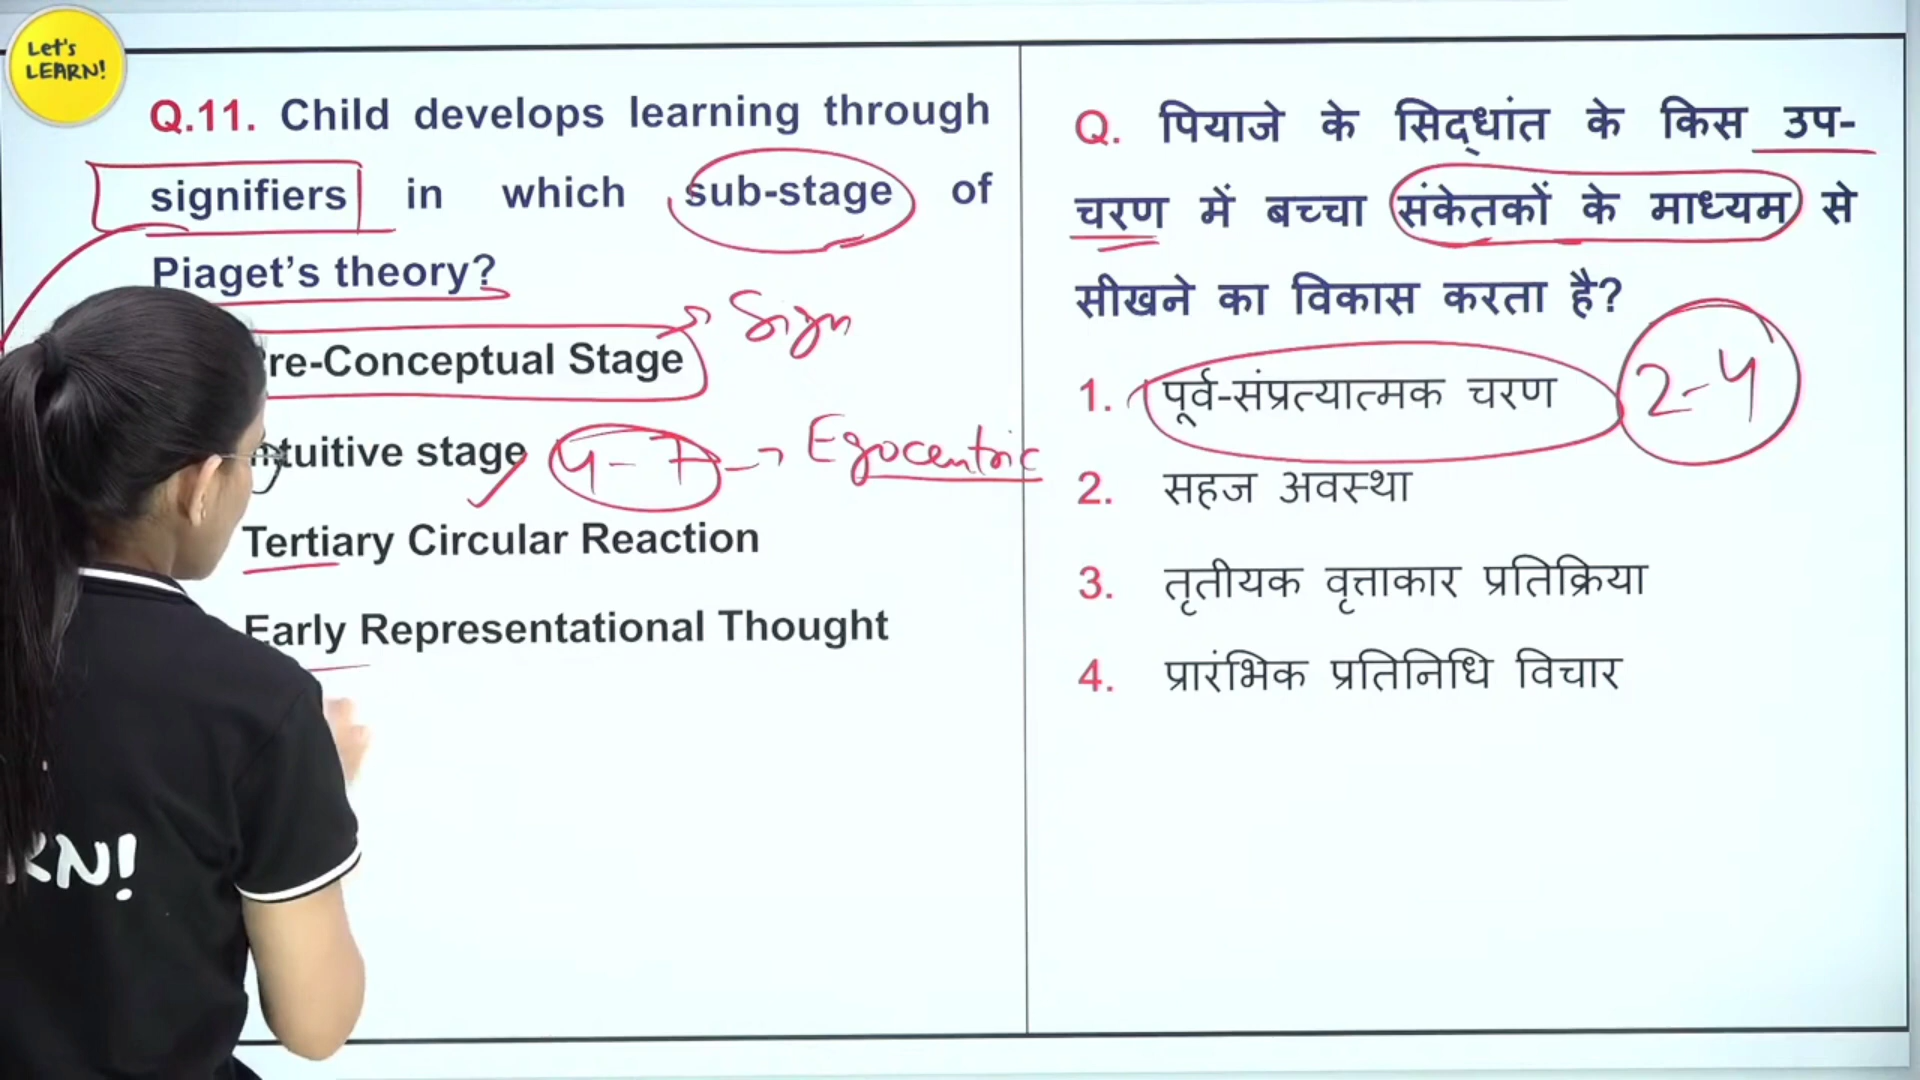 Let's
LEARN!
Q.11. Child develops learning through
signifiers in which sub-stage of
Piaget's theory?
re-Conceptual Stage → Sign
ntuitive stage 4-7 → Egocentric
Tertiary Circular Reaction
Early Representational Thought
Q. पियाजे के सिद्धांत के किस उप-
चरण में बच्चा संकेतकों के माध्यम से
सीखने का विकास करता है?
1. पूर्व-संप्रत्यात्मक चरण 2-4
2. सहज अवस्था
3. तृतीयक वृत्ताकार प्रतिक्रिया
4. प्रारंभिक प्रतिनिधि विचार
RN!